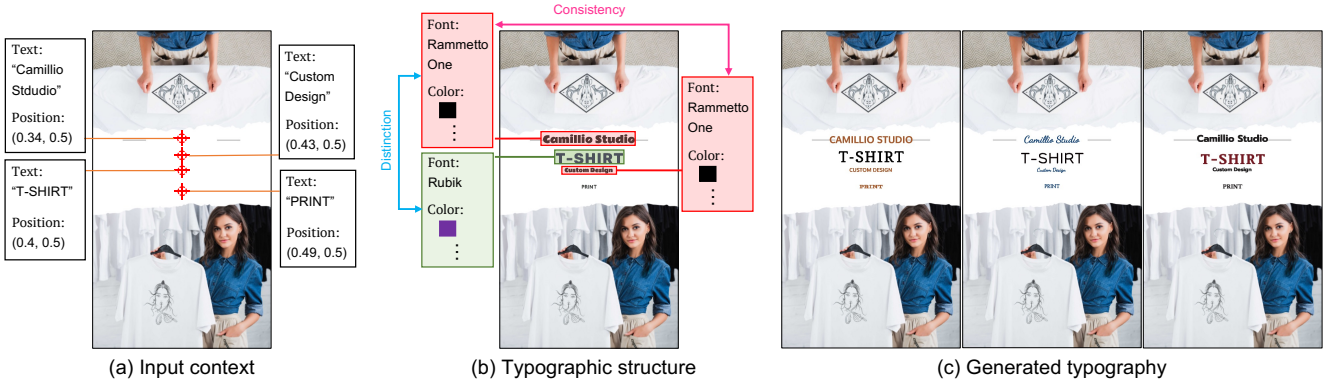 Text:
“Camillio
Stdudio”
Position:
(0.34, 0.5)
Text:
“T-SHIRT”
Position:
(0.4, 0.5)
Text:
“Custom
Design”
Position:
(0.43, 0.5)
Text:
“PRINT”
Position:
(0.49, 0.5)
(a) Input context
Consistency
Distinction
Font:
Rammetto
One
Color:
Font:
Rubik
Color:
Camillio Studio
T-SHIRT
Custom Design
PRINT
Font:
Rammetto
One
Color:
(b) Typographic structure
CAMILLIO STUDIO
T-SHIRT
CUSTOM DESIGN
PRINT
Camillio Studio
T-SHIRT
Custom Design
PRINT
Camillio Studio
T-SHIRT
Custom Design
PRINT
(c) Generated typography